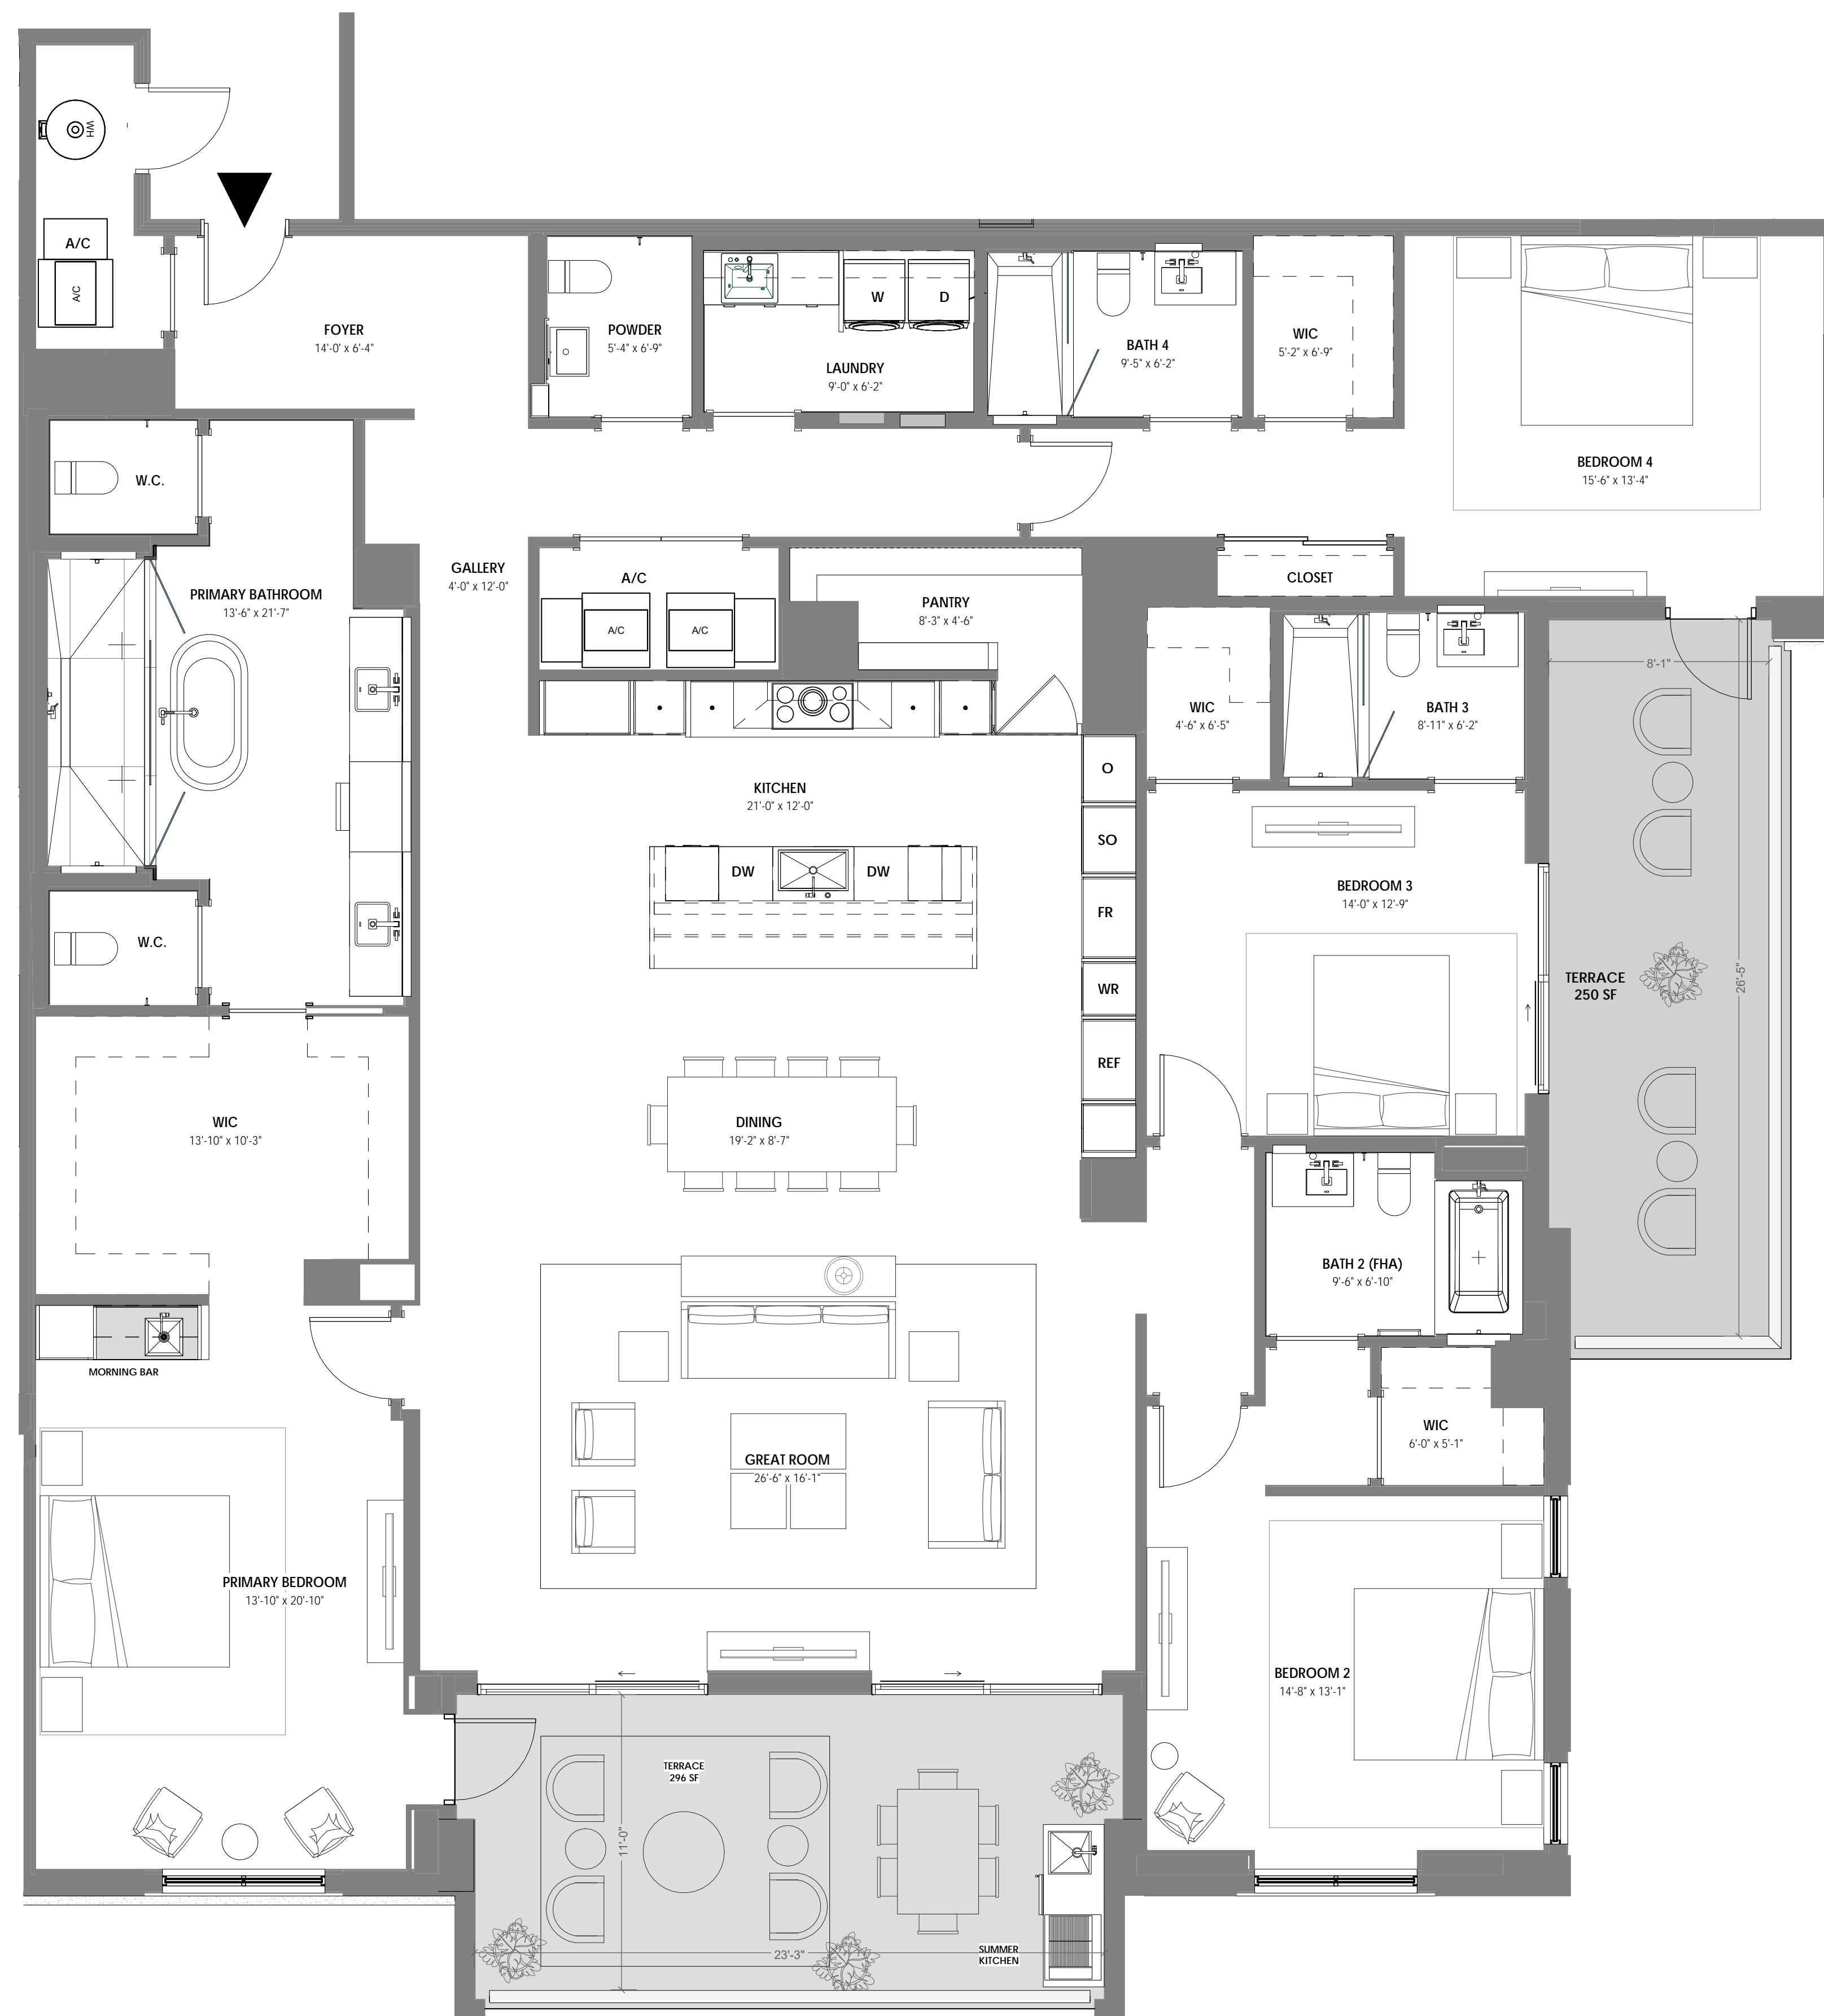 WH
A/C
A/C
FOYER
14'-0' x 6'-4"
POWDER
5'-4" x 6'-9"
W
D
LAUNDRY
9'-0" x 6'-2"
BATH 4
9'-5" x 6'-2"
WIC
5'-2" x 6'-9"
BEDROOM 4
15'-6" x 13'-4"
W.C.
PRIMARY BATHROOM
13'-6" x 21'-7"
GALLERY
4'-0" x 12'-0"
A/C
A/C
A/C
PANTRY
8'-3" x 4'-6"
CLOSET
WIC
4'-6" x 6'-5"
BATH 3
8'-11" x 6'-2"
8'-1"
KITCHEN
21'-0" x 12'-0"
O
SO
FR
WR
REF
DW
DW
BEDROOM 3
14'-0" x 12'-9"
TERRACE
250 SF
26'-5"
W.C.
WIC
13'-10" x 10'-3"
DINING
19'-2" x 8'-7"
BATH 2 (FHA)
9'-6" x 6'-10"
MORNING BAR
WIC
6'-0" x 5'-1"
GREAT ROOM
26'-6" x 16'-1"
PRIMARY BEDROOM
13'-10" x 20'-10"
BEDROOM 2
14'-8" x 13'-1"
TERRACE
296 SF
11'-0"
23'-3"
SUMMER
KITCHEN